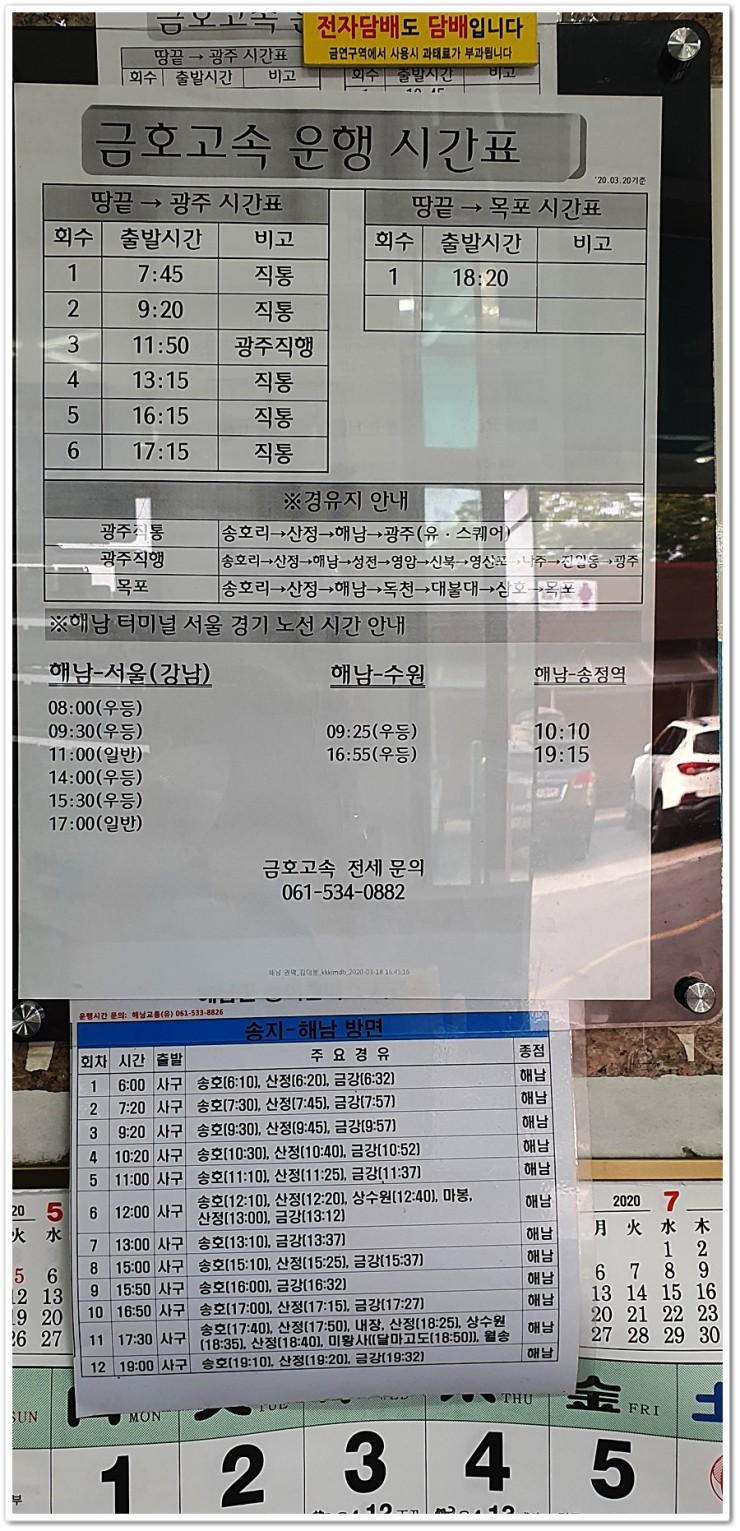 전자담배도 담배입니다
금연구역에서 사용시 과태료가 부과됩니다
땅끝 → 광주 시간표
회수 출발시간 비고
금호고속 운행 시간표
'20.03.20기준
땅끝 → 광주 시간표
회수 출발시간 비고
1 7:45 직통
2 9:20 직통
3 11:50 광주직행
4 13:15 직통
5 16:15 직통
6 17:15 직통
땅끝 → 목포 시간표
회수 출발시간 비고
1 18:20
※경유지 안내
광주직통 송호리→산정→해남→광주(유·스퀘어)
광주직행 송호리→산정→해남→성전→영암→신북→영산포→나주→진월동→광주
목포 송호리→산정→해남→독천→대불대→삼호→목포
※해남 터미널 서울 경기 노선 시간 안내
해남-서울(강남)
08:00(우등)
09:30(우등)
11:00(일반)
14:00(우등)
15:30(우등)
17:00(일반)
해남-수원
09:25(우등)
16:55(우등)
해남-송정역
10:10
19:15
금호고속 전세 문의
061-534-0882
운행시간 문의: 해남교통(유) 061-533-8826
송지-해남 방면
회차 시간 출발 주요경유 종점
1 6:00 사구 송호(6:10), 산정(6:20), 금강(6:32) 해남
2 7:20 사구 송호(7:30), 산정(7:45), 금강(7:57) 해남
3 9:20 사구 송호(9:30), 산정(9:45), 금강(9:57) 해남
4 10:20 사구 송호(10:30), 산정(10:40), 금강(10:52) 해남
5 11:00 사구 송호(11:10), 산정(11:25), 금강(11:37) 해남
6 12:00 사구 송호(12:10), 산정(12:20), 상수원(12:40), 마봉,
산정(13:00), 금강(13:12) 해남
7 13:00 사구 송호(13:10), 금강(13:37) 해남
8 15:00 사구 송호(15:10), 산정(15:25), 금강(15:37) 해남
9 15:50 사구 송호(16:00), 금강(16:32) 해남
10 16:50 사구 송호(17:00), 산정(17:15), 금강(17:27) 해남
11 17:30 사구 송호(17:40), 산정(17:50), 내장, 산정(18:25), 상수원
(18:35), 산정(18:40), 미황사((달마고도(18:50)), 월송 해남
12 19:00 사구 송호(19:10), 산정(19:20), 금강(19:32) 해남
20 5
火 水
5 6
12 13
19 20
26 27
2020 7
月 火 水 木
1 2
6 7 8 9
13 14 15 16
20 21 22 23
27 28 29 30
SUN MON TUE THU 金 FRI 土
1 2 3 4 5